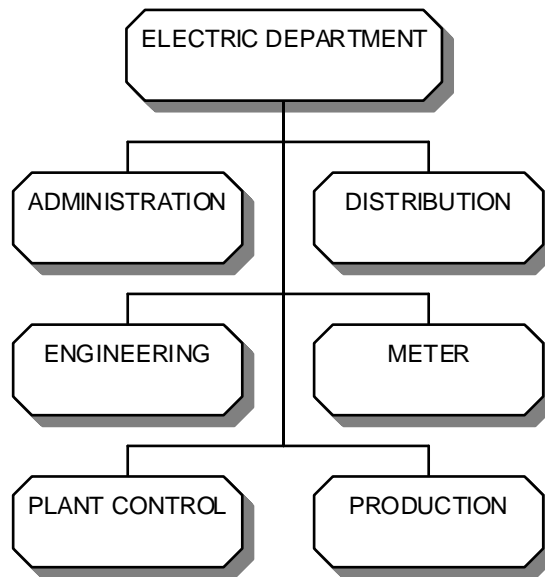 ELECTRIC DEPARTMENT
ADMINISTRATION
DISTRIBUTION
ENGINEERING
METER
PLANT CONTROL
PRODUCTION